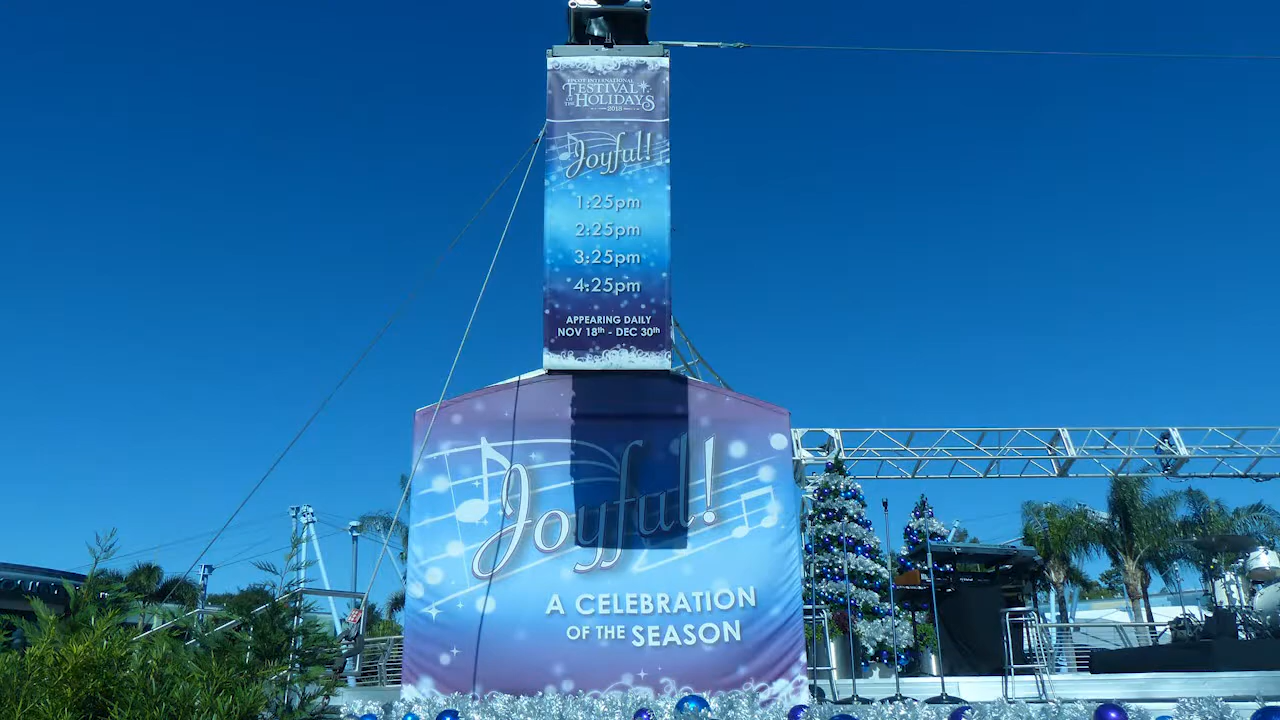 EPCOT INTERNATIONAL
FESTIVAL
OF THE HOLIDAYS
2018
Joyful!
1:25pm
2:25pm
3:25pm
4:25pm
APPEARING DAILY
NOV 18th - DEC 30th
Joyful!
A CELEBRATION
OF THE SEASON